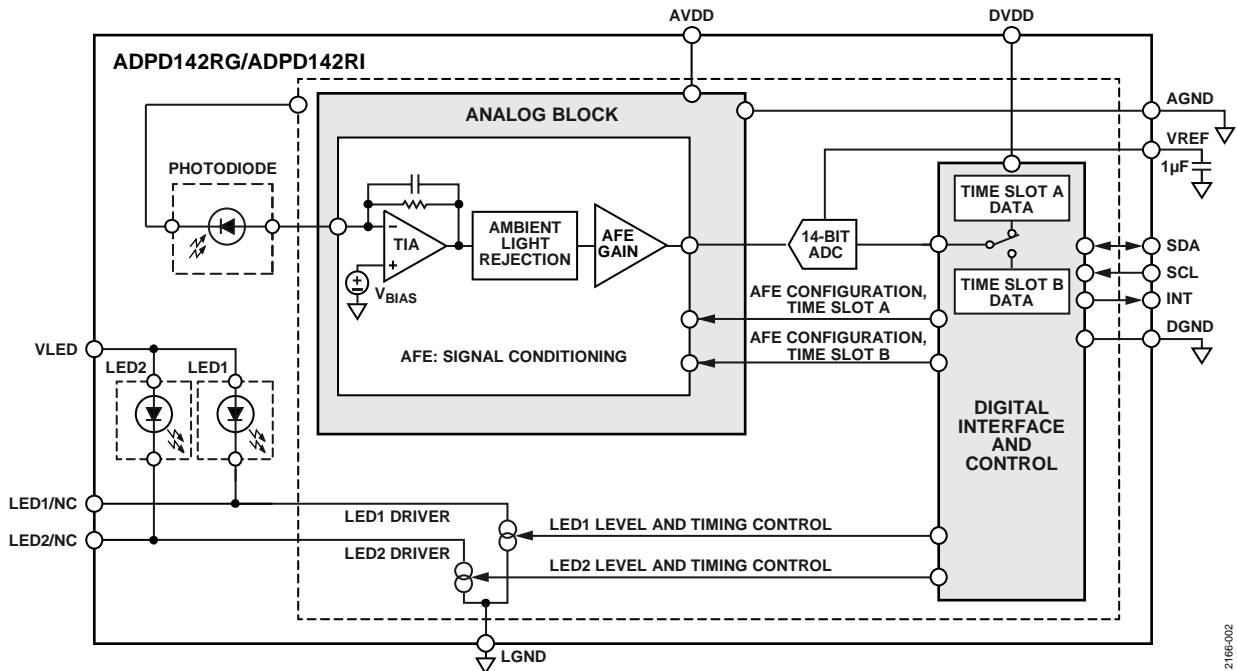 AVDD
DVDD
ADPD142RG/ADPD142RI
ANALOG BLOCK
AGND
VREF
1µF
PHOTODIODE
TIME SLOT A
DATA
TIA
AMBIENT
LIGHT
REJECTION
AFE
GAIN
14-BIT
ADC
VBIAS
TIME SLOT B
DATA
SDA
SCL
INT
DGND
AFE CONFIGURATION,
TIME SLOT A
AFE CONFIGURATION,
TIME SLOT B
AFE: SIGNAL CONDITIONING
VLED
LED2
LED1
DIGITAL
INTERFACE
AND
CONTROL
LED1/NC
LED2/NC
LED1 DRIVER
LED1 LEVEL AND TIMING CONTROL
LED2 DRIVER
LED2 LEVEL AND TIMING CONTROL
LGND
2166-002